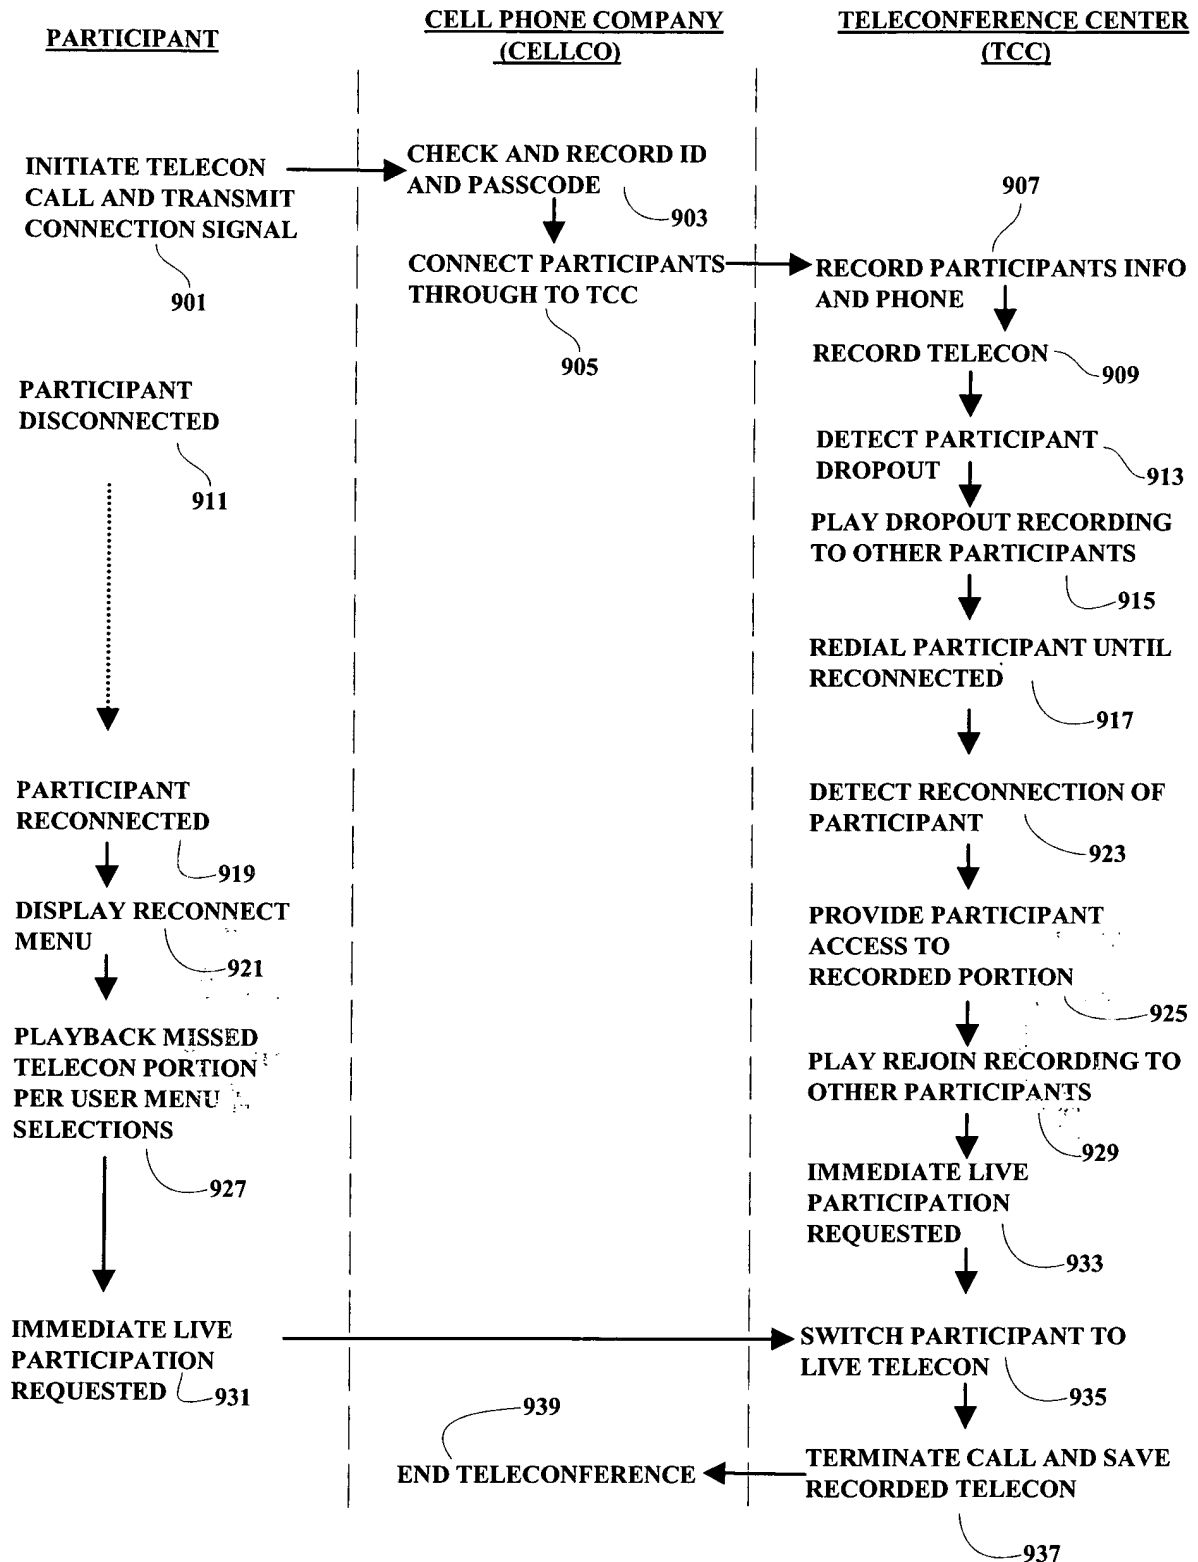 PARTICIPANT
CELL PHONE COMPANY
(CELLCO)
TELECONFERENCE CENTER
(TCC)
INITIATE TELECON
CALL AND TRANSMIT
CONNECTION SIGNAL
901
CHECK AND RECORD ID
AND PASSCODE
903
CONNECT PARTICIPANTS
THROUGH TO TCC
905
907
RECORD PARTICIPANTS INFO
AND PHONE
RECORD TELECON
909
PARTICIPANT
DISCONNECTED
911
DETECT PARTICIPANT
DROPOUT
913
PLAY DROPOUT RECORDING
TO OTHER PARTICIPANTS
915
REDIAL PARTICIPANT UNTIL
RECONNECTED
917
PARTICIPANT
RECONNECTED
919
DETECT RECONNECTION OF
PARTICIPANT
923
DISPLAY RECONNECT
MENU
921
PROVIDE PARTICIPANT
ACCESS TO
RECORDED PORTION
925
PLAYBACK MISSED
TELECON PORTION
PER USER MENU
SELECTIONS
927
PLAY REJOIN RECORDING TO
OTHER PARTICIPANTS
929
IMMEDIATE LIVE
PARTICIPATION
REQUESTED
933
IMMEDIATE LIVE
PARTICIPATION
REQUESTED
931
SWITCH PARTICIPANT TO
LIVE TELECON
935
939
END TELECONFERENCE
TERMINATE CALL AND SAVE
RECORDED TELECON
937